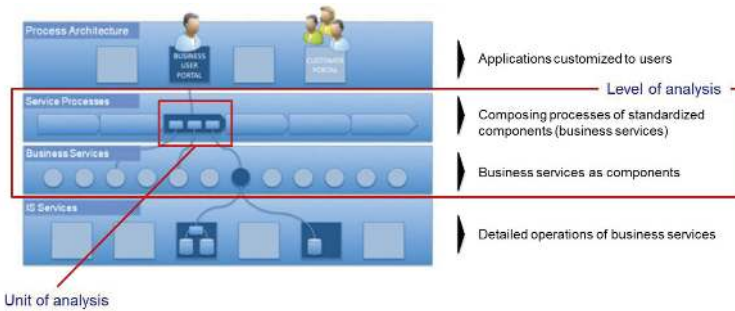 Process Architecture
BUSINESS
USER
PORTAL
CUSTOMER
PORTAL
Applications customized to users
Level of analysis
Service Processes
Composing processes of standardized
components (business services)
Business Services
Business services as components
IS Services
Detailed operations of business services
Unit of analysis